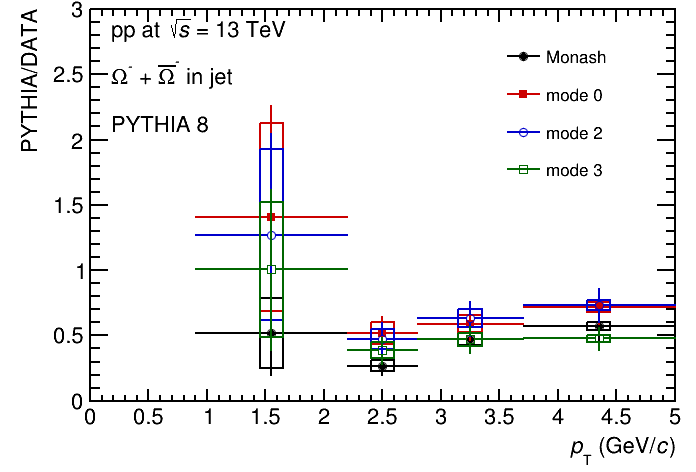 PYTHIA/DATA
3
2.5
2
1.5
1
0.5
0
pp at √s = 13 TeV
Ω⁻ + Ω̅⁻ in jet
PYTHIA 8
Monash
mode 0
mode 2
mode 3
0 0.5 1 1.5 2 2.5 3 3.5 4 4.5 5
p_T (GeV/c)